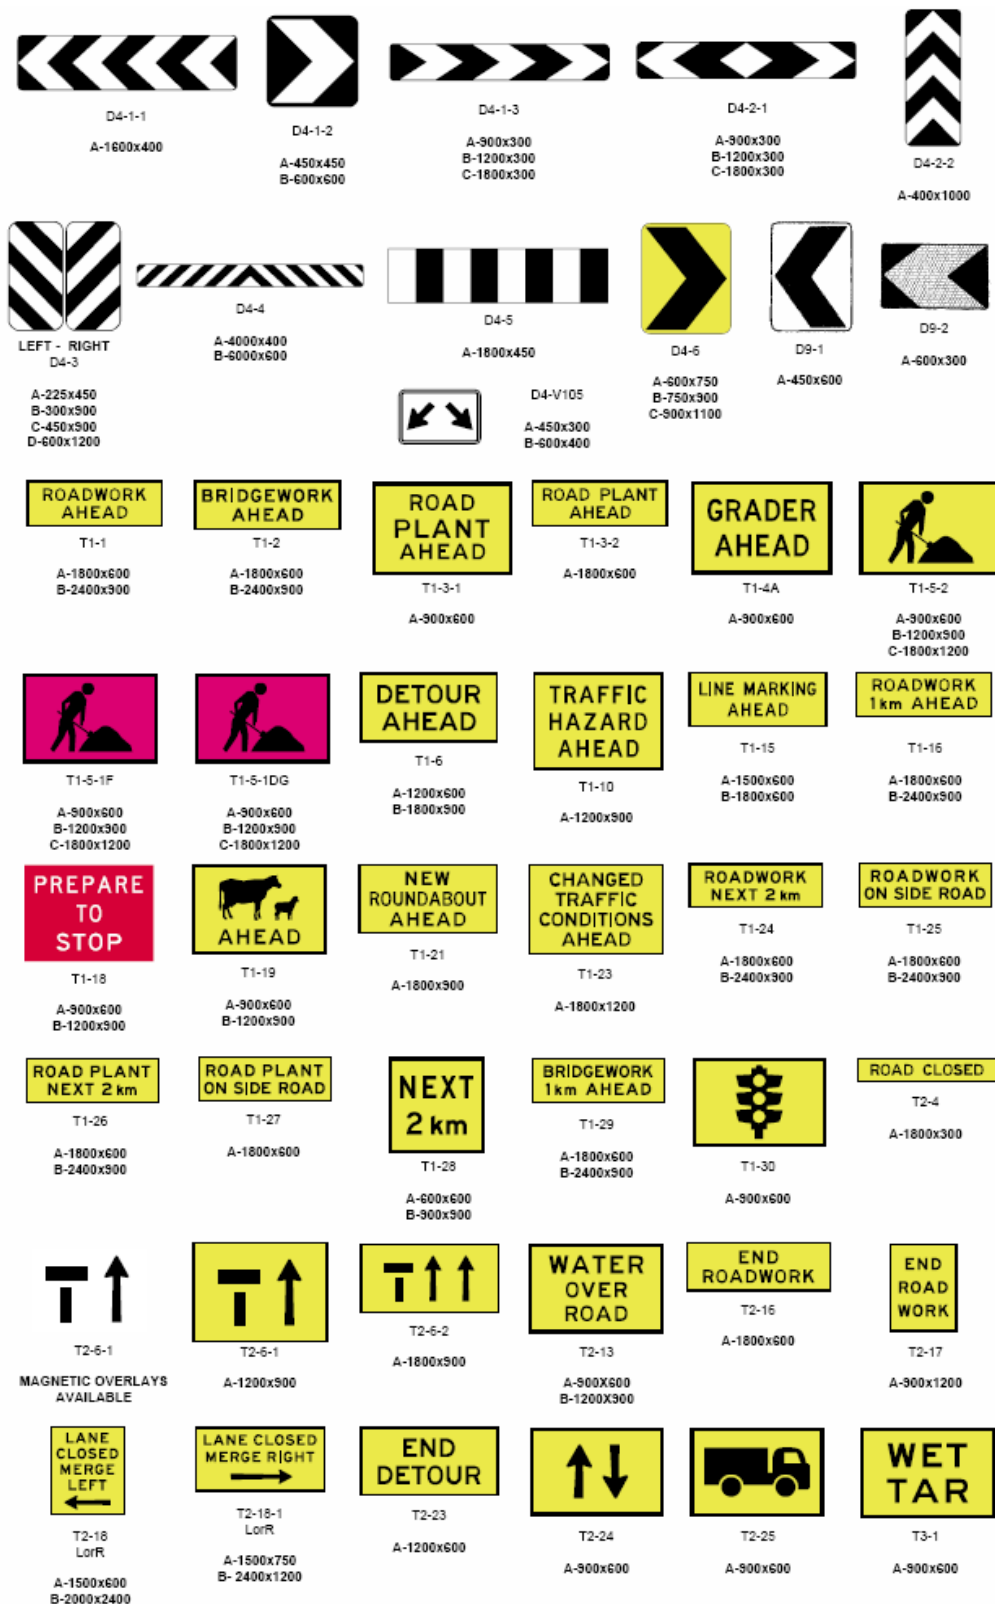 D4-1-1
A-1600x400
D4-1-2
A-450x450
B-600x600
D4-1-3
A-900x300
B-1200x300
C-1800x300
D4-2-1
A-900x300
B-1200x300
C-1800x300
D4-2-2
A-400x1000
LEFT - RIGHT
D4-3
A-225x450
B-300x900
C-450x900
D-600x1200
D4-4
A-4000x400
B-6000x600
D4-5
A-1800x450
D4-V105
A-450x300
B-600x400
D4-6
A-600x750
B-750x900
C-900x1100
D9-1
A-450x600
D9-2
A-600x300
ROADWORK
AHEAD
T1-1
A-1800x600
B-2400x900
BRIDGEWORK
AHEAD
T1-2
A-1800x600
B-2400x900
ROAD
PLANT
AHEAD
T1-3-1
A-900x600
ROAD PLANT
AHEAD
T1-3-2
A-1800x600
GRADER
AHEAD
T1-4A
A-900x600
T1-5-2
A-900x600
B-1200x900
C-1800x1200
T1-5-1F
A-900x600
B-1200x900
C-1800x1200
T1-5-1DG
A-900x600
B-1200x900
C-1800x1200
DETOUR
AHEAD
T1-6
A-1200x600
B-1800x900
TRAFFIC
HAZARD
AHEAD
T1-10
A-1200x900
LINE MARKING
AHEAD
T1-15
A-1500x600
B-1800x600
ROADWORK
1km AHEAD
T1-16
A-1800x600
B-2400x900
PREPARE
TO
STOP
T1-18
A-900x600
B-1200x900
AHEAD
T1-19
A-900x600
B-1200x900
NEW
ROUNDABOUT
AHEAD
T1-21
A-1800x900
CHANGED
TRAFFIC
CONDITIONS
AHEAD
T1-23
A-1800x1200
ROADWORK
NEXT 2 km
T1-24
A-1800x600
B-2400x900
ROADWORK
ON SIDE ROAD
T1-25
A-1800x600
B-2400x900
ROAD PLANT
NEXT 2 km
T1-26
A-1800x600
B-2400x900
ROAD PLANT
ON SIDE ROAD
T1-27
A-1800x600
NEXT
2 km
T1-28
A-600x600
B-900x900
BRIDGEWORK
1km AHEAD
T1-29
A-1800x600
B-2400x900
T1-30
A-900x600
ROAD CLOSED
T2-4
A-1800x300
T2-6-1
MAGNETIC OVERLAYS
AVAILABLE
T2-6-1
A-1200x900
T2-6-2
A-1800x900
WATER
OVER
ROAD
T2-13
A-900X600
B-1200X900
END
ROADWORK
T2-16
A-1800x600
END
ROAD
WORK
T2-17
A-900x1200
LANE
CLOSED
MERGE
LEFT
T2-18
LorR
A-1500x600
B-2000x2400
LANE CLOSED
MERGE RIGHT
T2-18-1
LorR
A-1500x750
B- 2400x1200
END
DETOUR
T2-23
A-1200x600
T2-24
A-900x600
T2-25
A-900x600
WET
TAR
T3-1
A-900x600